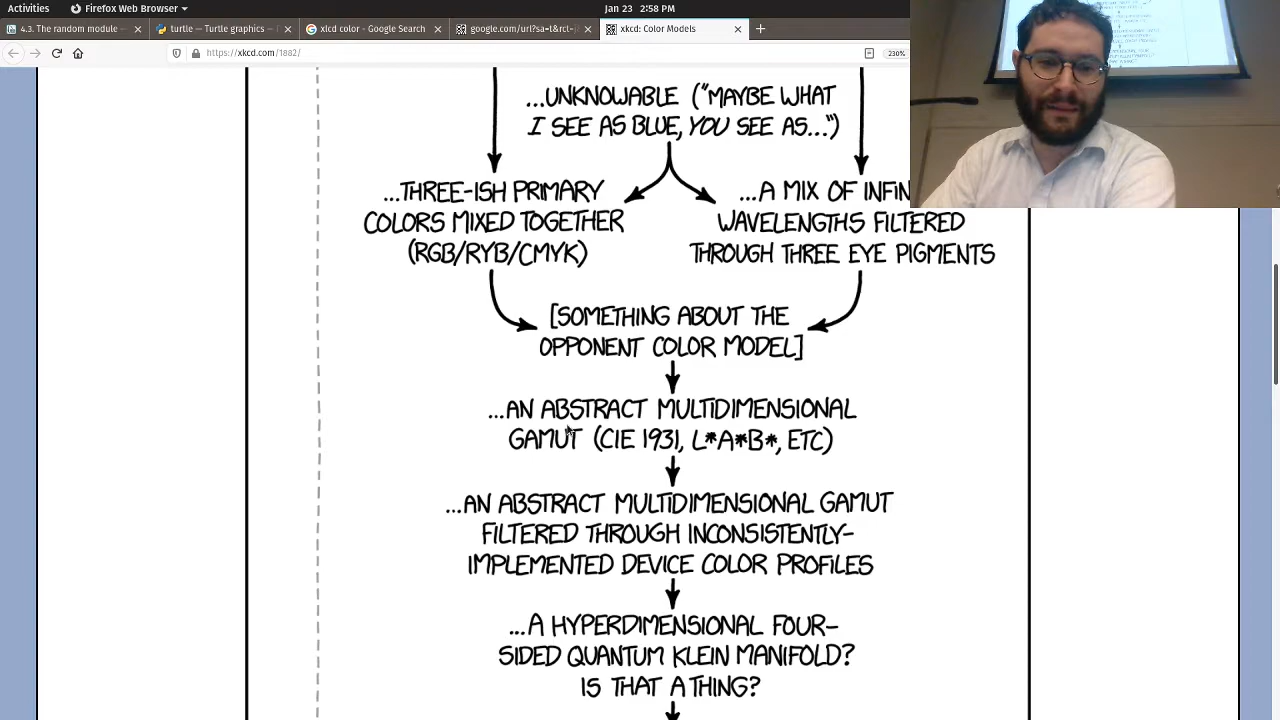 Activities
Firefox Web Browser
Jan 23 2:58 PM
4.3. The random module —
turtle — Turtle graphics —
xkcd color - Google Search
google.com/url?sa=t&rct=j
xkcd: Color Models
https://xkcd.com/1882/
230%
...UNKNOWABLE ("MAYBE WHAT
I SEE AS BLUE, YOU SEE AS...")
...THREE-ISH PRIMARY
COLORS MIXED TOGETHER
(RGB/RYB/CMYK)
...A MIX OF INFIN
WAVELENGTHS FILTERED
THROUGH THREE EYE PIGMENTS
[SOMETHING ABOUT THE
OPPONENT COLOR MODEL]
...AN ABSTRACT MULTIDIMENSIONAL
GAMUT (CIE 1931, L*A*B*, ETC)
...AN ABSTRACT MULTIDIMENSIONAL GAMUT
FILTERED THROUGH INCONSISTENTLY-
IMPLEMENTED DEVICE COLOR PROFILES
...A HYPERDIMENSIONAL FOUR-
SIDED QUANTUM KLEIN MANIFOLD?
IS THAT A THING?